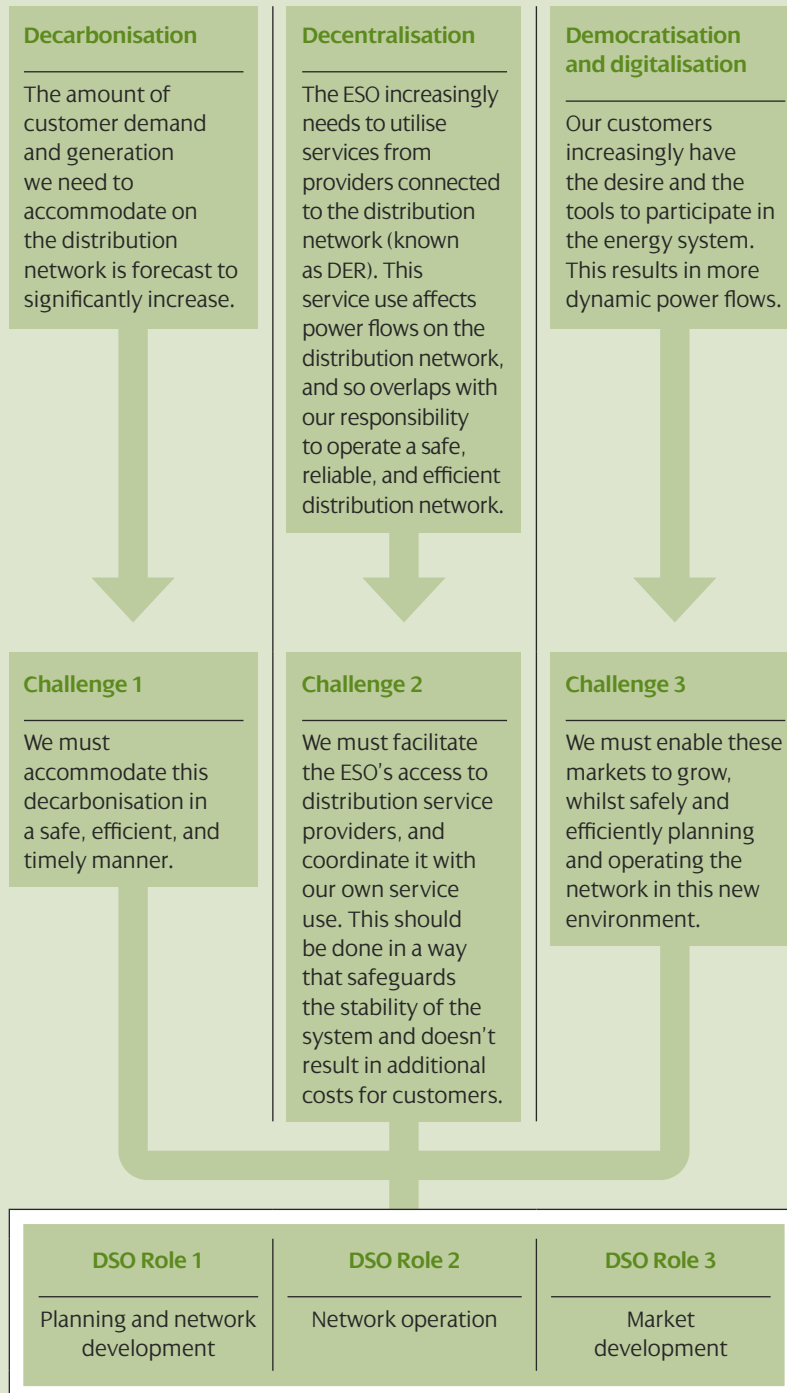 Decarbonisation
The amount of
customer demand
and generation
we need to
accommodate on
the distribution
network is forecast to
significantly increase.
Decentralisation
The ESO increasingly
needs to utilise
services from
providers connected
to the distribution
network (known
as DER). This
service use affects
power flows on the
distribution network,
and so overlaps with
our responsibility
to operate a safe,
reliable, and efficient
distribution network.
Democratisation
and digitalisation
Our customers
increasingly have
the desire and the
tools to participate in
the energy system.
This results in more
dynamic power flows.
Challenge 1
We must
accommodate this
decarbonisation in
a safe, efficient, and
timely manner.
Challenge 2
We must facilitate
the ESO's access to
distribution service
providers, and
coordinate it with
our own service
use. This should
be done in a way
that safeguards
the stability of the
system and doesn't
result in additional
costs for customers.
Challenge 3
We must enable these
markets to grow,
whilst safely and
efficiently planning
and operating the
network in this new
environment.
DSO Role 1
Planning and network
development
DSO Role 2
Network operation
DSO Role 3
Market
development